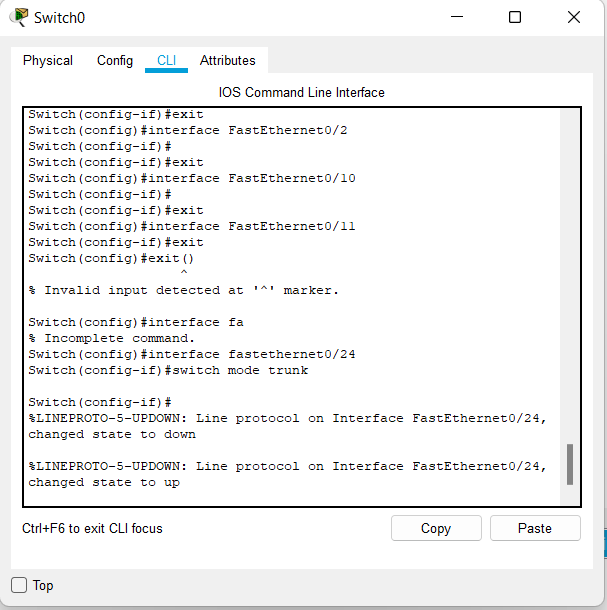 Switch0
Physical Config CLI Attributes
IOS Command Line Interface
Switch(config-if)#exit
Switch(config)#interface FastEthernet0/2
Switch(config-if)#
Switch(config-if)#exit
Switch(config)#interface FastEthernet0/10
Switch(config-if)#
Switch(config-if)#exit
Switch(config)#interface FastEthernet0/11
Switch(config-if)#exit
Switch(config)#exit()
^
% Invalid input detected at '^' marker.
Switch(config)#interface fa
% Incomplete command.
Switch(config)#interface fastethernet0/24
Switch(config-if)#switch mode trunk
Switch(config-if)#
%LINEPROTO-5-UPDOWN: Line protocol on Interface FastEthernet0/24,
changed state to down
%LINEPROTO-5-UPDOWN: Line protocol on Interface FastEthernet0/24,
changed state to up
Ctrl+F6 to exit CLI focus
Copy
Paste
Top